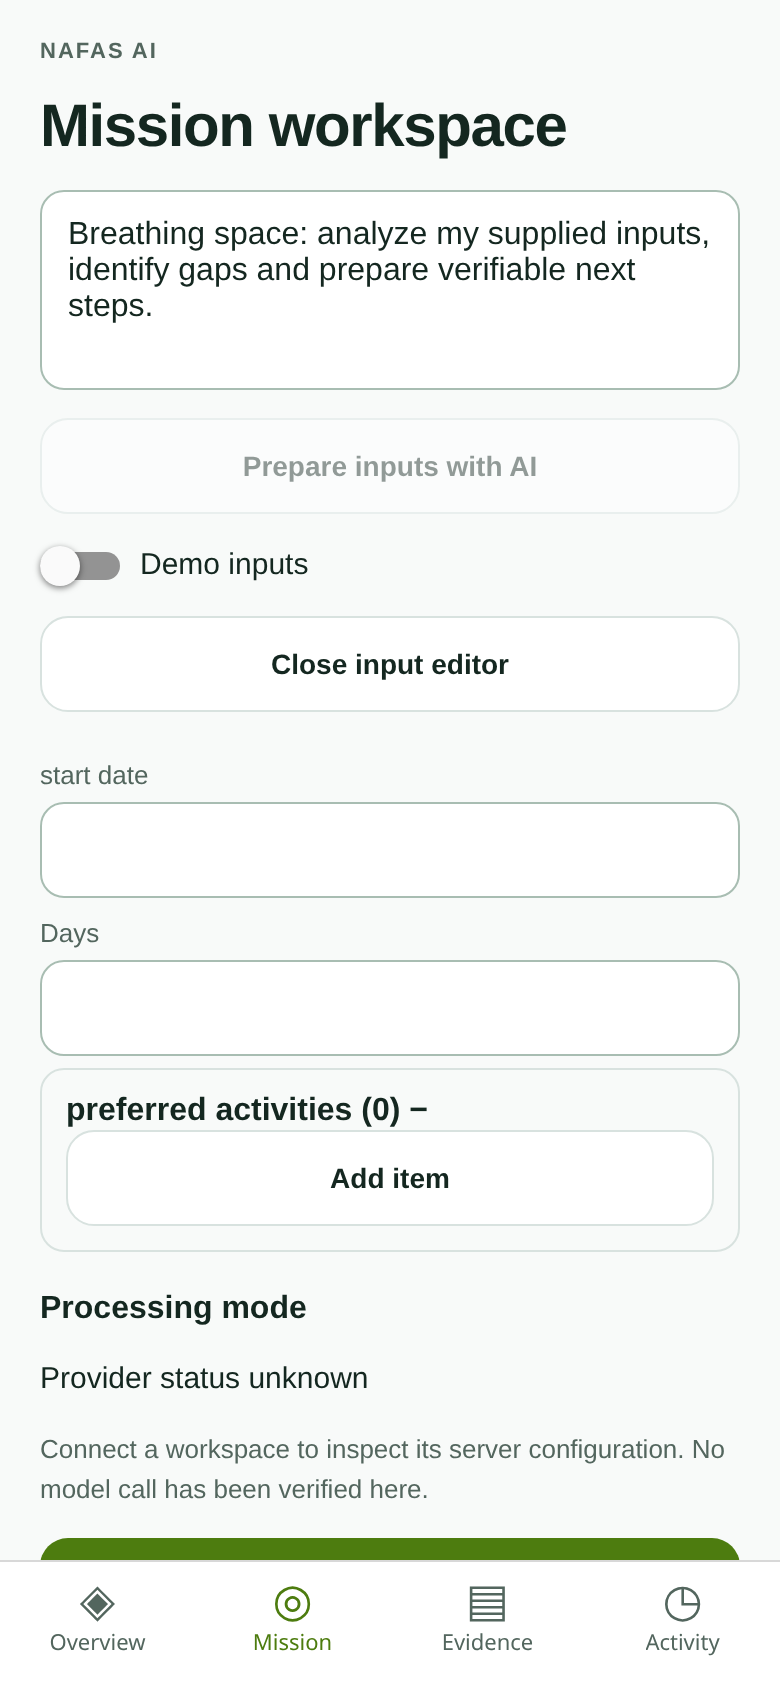 NAFAS AI
Mission workspace
Breathing space: analyze my supplied inputs,
identify gaps and prepare verifiable next
steps.
Prepare inputs with AI
Demo inputs
Close input editor
start date
Days
preferred activities (0) −
Add item
Processing mode
Provider status unknown
Connect a workspace to inspect its server configuration. No
model call has been verified here.
Overview
Mission
Evidence
Activity